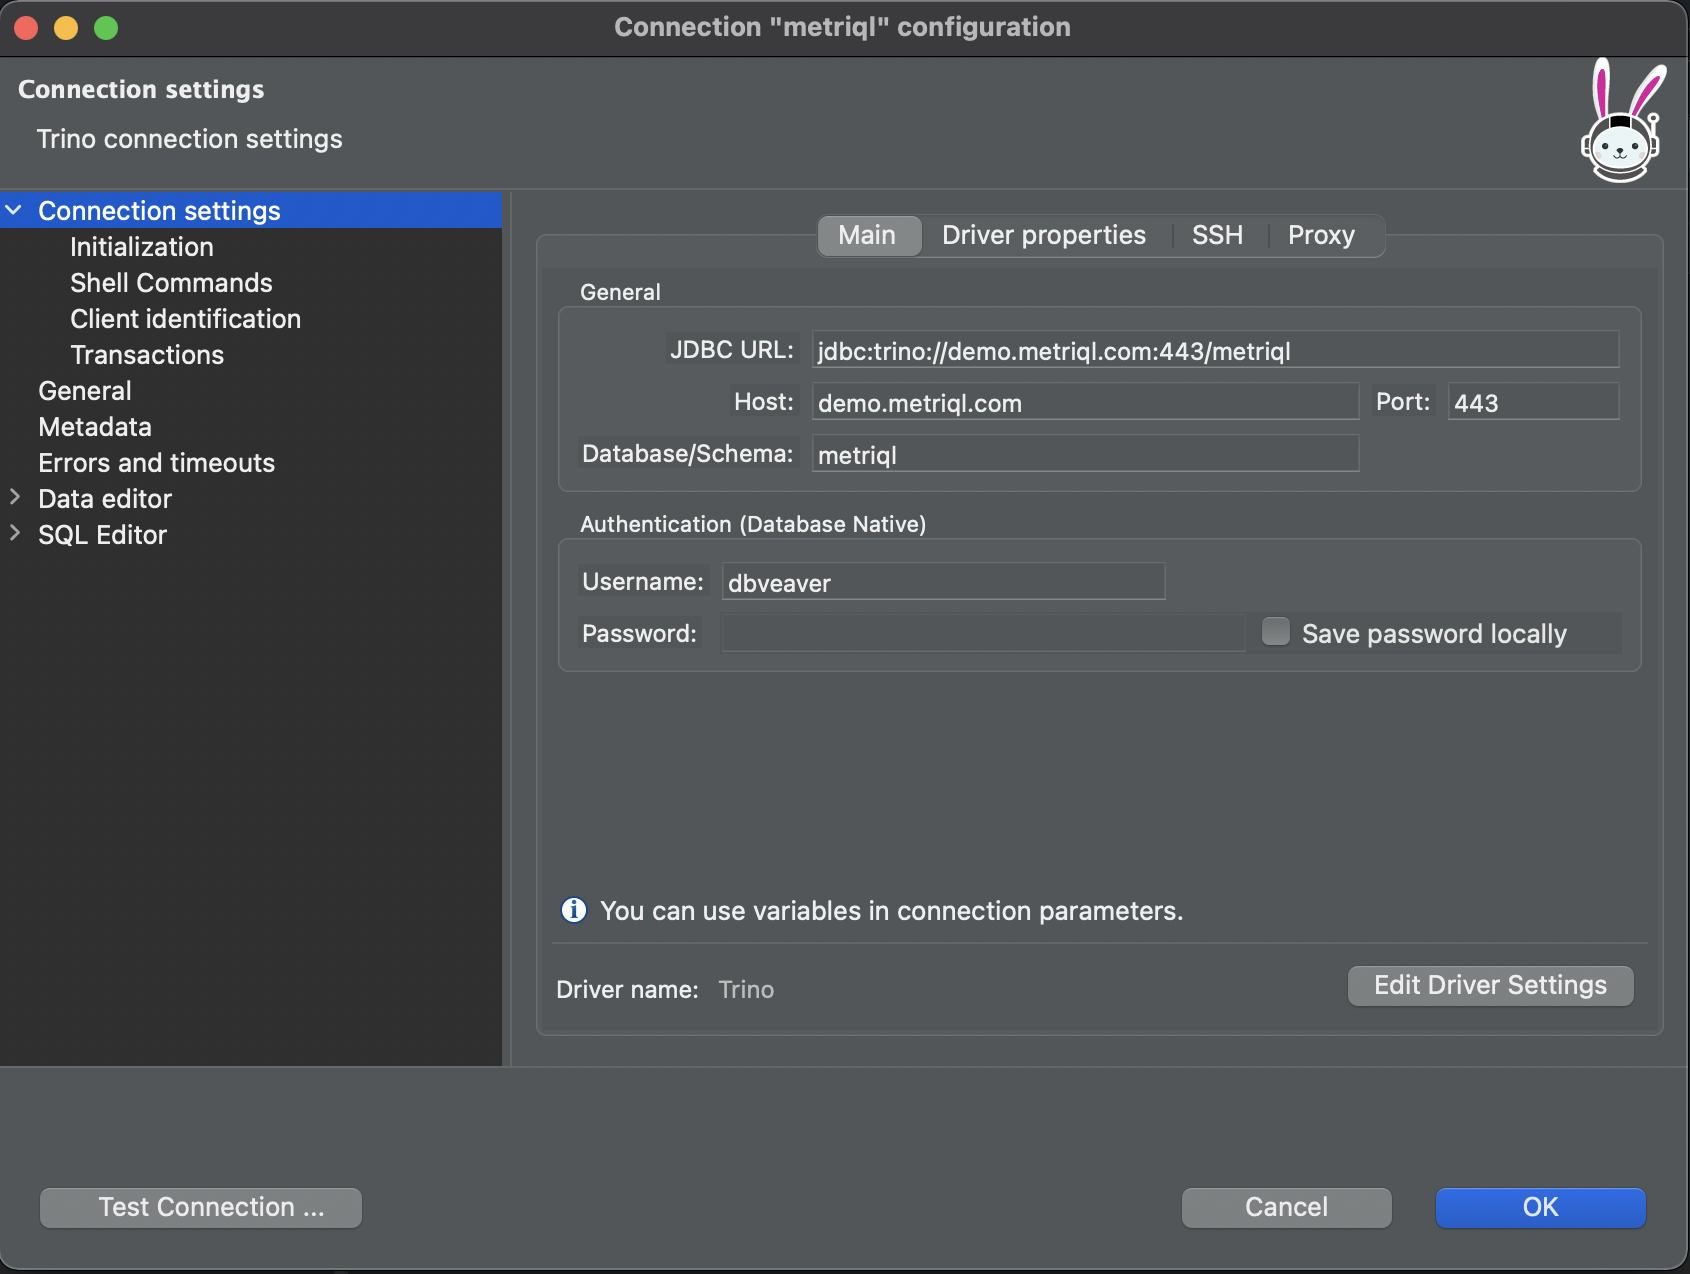 Connection "metriql" configuration
Connection settings
Trino connection settings
Connection settings
Initialization
Shell Commands
Client identification
Transactions
General
Metadata
Errors and timeouts
Data editor
SQL Editor
Main Driver properties SSH Proxy
General
JDBC URL: jdbc:trino://demo.metriql.com:443/metriql
Host: demo.metriql.com Port: 443
Database/Schema: metriql
Authentication (Database Native)
Username: dbveaver
Password: Save password locally
You can use variables in connection parameters.
Driver name: Trino Edit Driver Settings
Test Connection ... Cancel OK